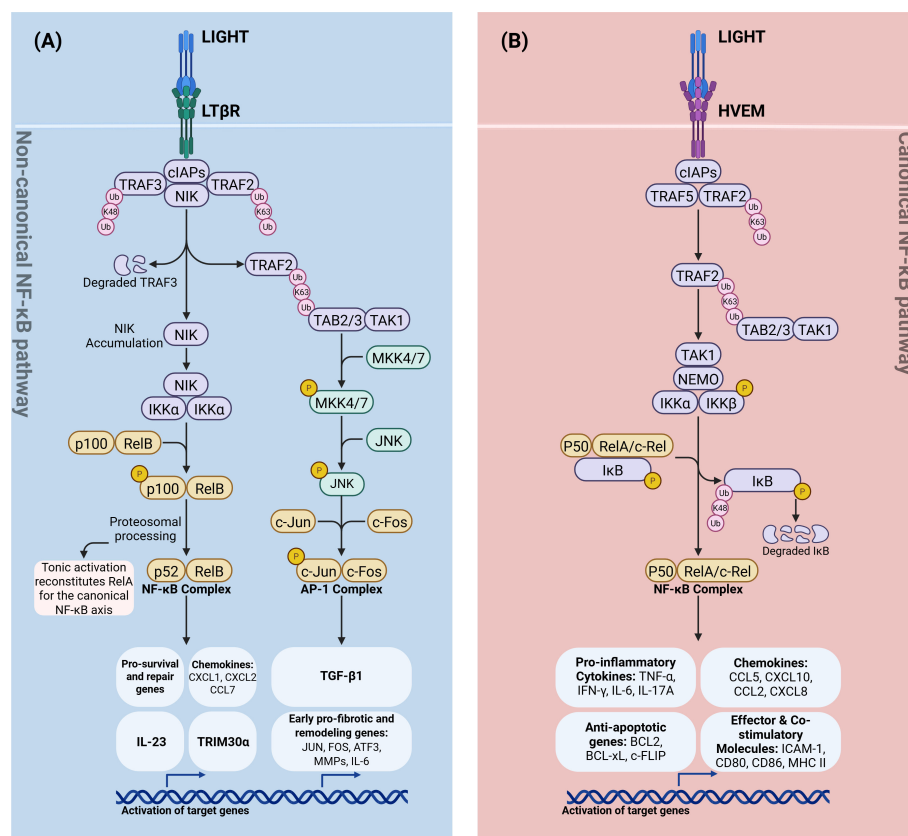 (A)
LIGHT
LTβR
Non-canonical NF-κB pathway
cIAPs
TRAF3
TRAF2
NIK
Ub
K48
Ub
Ub
K63
Ub
Degraded TRAF3
TRAF2
Ub
K63
Ub
TAB2/3
TAK1
NIK
Accumulation
NIK
MKK4/7
NIK
IKKα
IKKα
P
MKK4/7
p100
RelB
JNK
P
p100
RelB
P
JNK
Proteosomal
processing
c-Jun
c-Fos
Tonic activation
reconstitutes RelA
for the canonical
NF-κB axis
p52
RelB
NF-κB Complex
P
c-Jun
c-Fos
AP-1 Complex
Pro-survival
and repair
genes
Chemokines:
CXCL1, CXCL2
CCL7
TGF-β1
IL-23
TRIM30α
Early pro-fibrotic and
remodeling genes:
JUN, FOS, ATF3,
MMPs, IL-6
Activation of target genes
(B)
LIGHT
HVEM
Canonical NF-κB pathway
cIAPs
TRAF5
TRAF2
Ub
K63
Ub
TRAF2
Ub
K63
Ub
TAB2/3
TAK1
TAK1
NEMO
IKKα
IKKβ
P
P50
RelA/c-Rel
IκB
P
IκB
P
Ub
K48
Ub
Degraded IκB
P50
RelA/c-Rel
NF-κB Complex
Pro-inflammatory
Cytokines: TNF-α,
IFN-γ, IL-6, IL-17A
Chemokines:
CCL5, CXCL10,
CCL2, CXCL8
Anti-apoptotic
genes: BCL2,
BCL-xL, c-FLIP
Effector & Co-
stimulatory
Molecules: ICAM-1,
CD80, CD86, MHC II
Activation of target genes